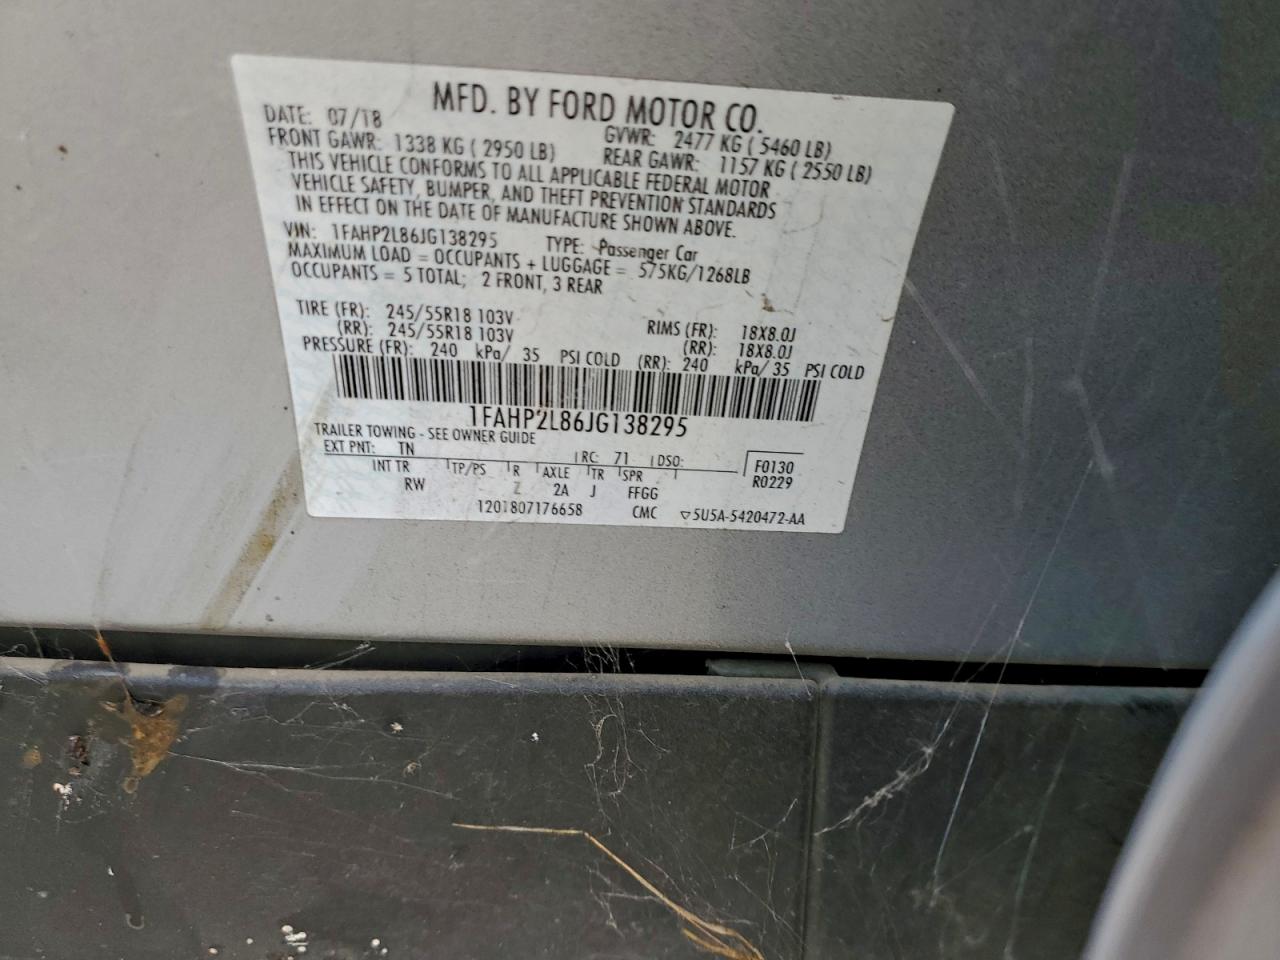 MFD. BY FORD MOTOR CO.
DATE: 07/18 GVWR: 2477 KG ( 5460 LB)
FRONT GAWR: 1338 KG ( 2950 LB) REAR GAWR: 1157 KG ( 2550 LB)
THIS VEHICLE CONFORMS TO ALL APPLICABLE FEDERAL MOTOR
VEHICLE SAFETY, BUMPER, AND THEFT PREVENTION STANDARDS
IN EFFECT ON THE DATE OF MANUFACTURE SHOWN ABOVE.
VIN: 1FAHP2L86JG138295 TYPE: Passenger Car
MAXIMUM LOAD = OCCUPANTS + LUGGAGE = 575KG/1268LB
OCCUPANTS = 5 TOTAL; 2 FRONT, 3 REAR
TIRE (FR): 245/55R18 103V RIMS (FR): 18X8.0J
(RR): 245/55R18 103V (RR): 18X8.0J
PRESSURE (FR): 240 kPa/ 35 PSI COLD (RR): 240 kPa/ 35 PSI COLD
1FAHP2L86JG138295
TRAILER TOWING - SEE OWNER GUIDE
EXT PNT: TN RC: 71 DSO: F0130
INT TR TP/PS R AXLE TR SPR R0229
RW Z 2A J FFGG
1201807176658 CMC ▽5U5A-5420472-AA